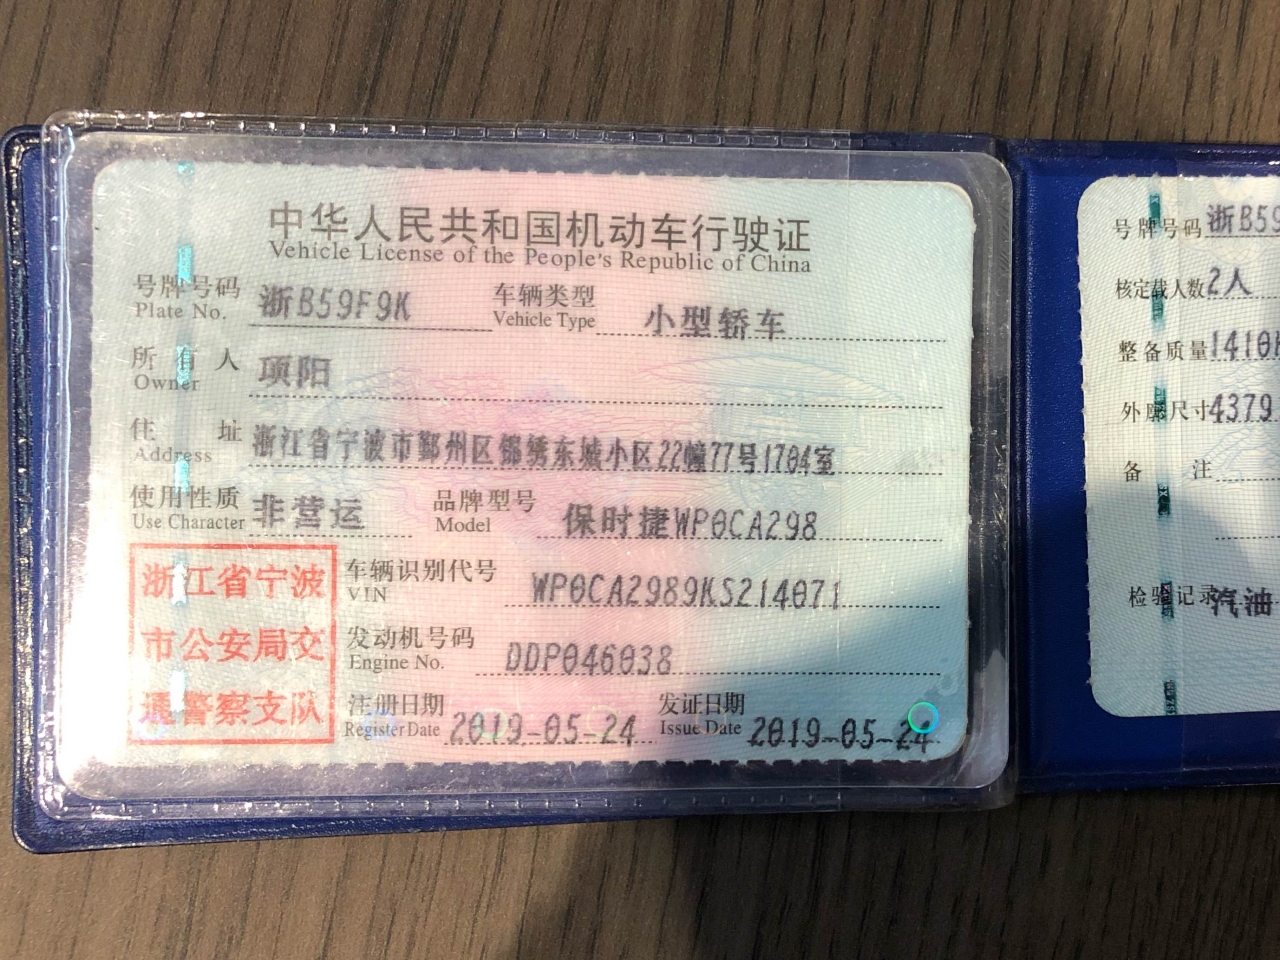 中华人民共和国机动车行驶证
Vehicle License of the People's Republic of China
号牌号码 浙B59F9K 车辆类型 小型轿车
Plate No. Vehicle Type
所有人 项阳
Owner
住址 浙江省宁波市鄞州区锦绣东城小区22幢77号1704室
Address
使用性质 非营运 品牌型号 保时捷WP0CA298
Use Character Model
浙江省宁波
市公安局交
通警察支队
车辆识别代号 WP0CA2989KS214071
VIN
发动机号码 DDP046038
Engine No.
注册日期 2019-05-24 发证日期 2019-05-24
Register Date Issue Date
号牌号码 浙B59
核定载人数 2人
整备质量 1410
外廓尺寸 4379
备注
检验记录 汽油